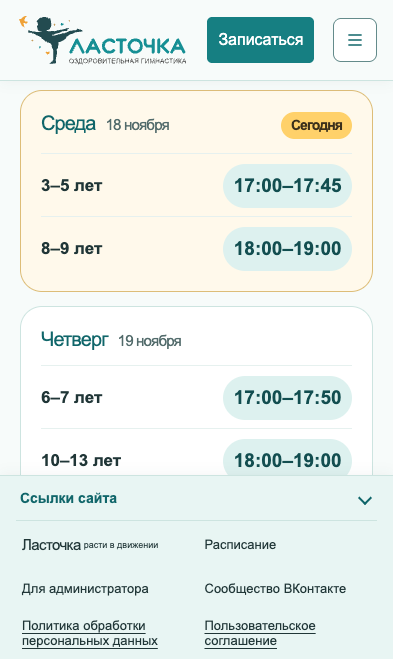 ЛАСТОЧКА
ОЗДОРОВИТЕЛЬНАЯ ГИМНАСТИКА
Записаться
Среда 18 ноября
Сегодня
3–5 лет 17:00–17:45
8–9 лет 18:00–19:00
Четверг 19 ноября
6–7 лет 17:00–17:50
10–13 лет 18:00–19:00
Ссылки сайта
Ласточка расти в движении
Расписание
Для администратора
Сообщество ВКонтакте
Политика обработки
персональных данных
Пользовательское
соглашение